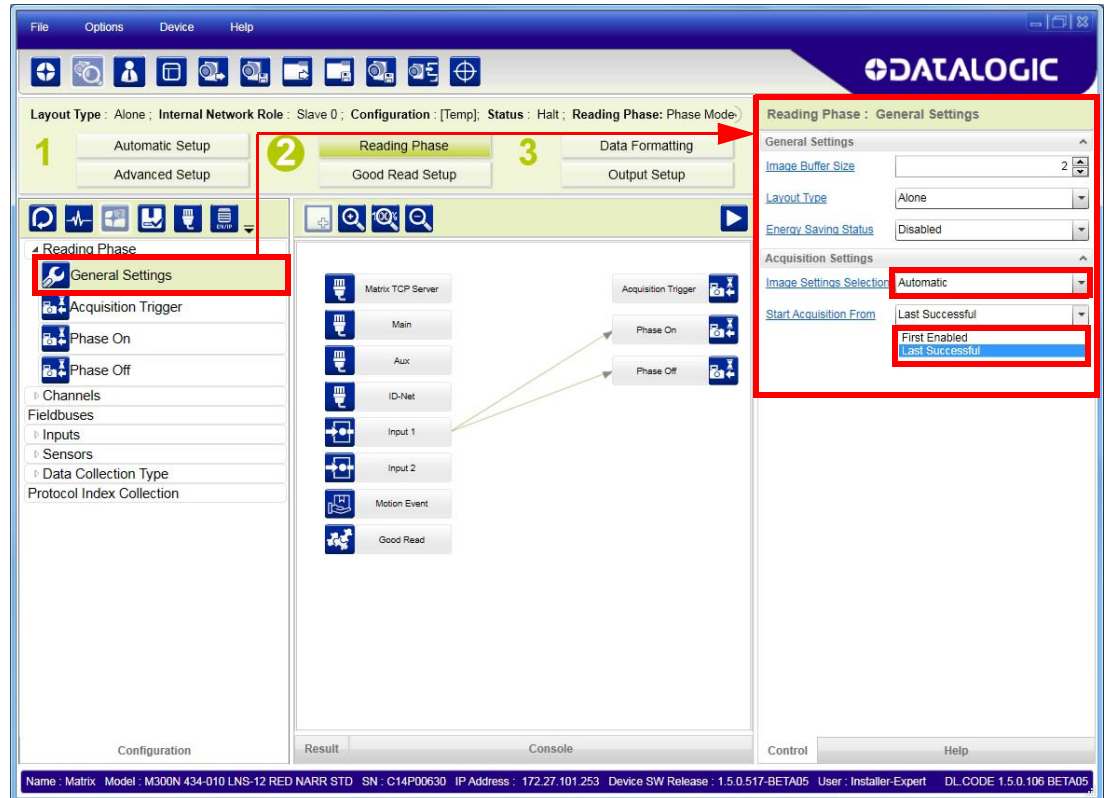 File Options Device Help
DATALOGIC
Layout Type : Alone ; Internal Network Role : Slave 0 ; Configuration : [Temp]; Status : Halt ; Reading Phase: Phase Mode
1 Automatic Setup
Advanced Setup
2 Reading Phase
Good Read Setup
3 Data Formatting
Output Setup
EN/IP
Reading Phase
General Settings
Acquisition Trigger
Phase On
Phase Off
Channels
Fieldbuses
Inputs
Sensors
Data Collection Type
Protocol Index Collection
Configuration
100%
Matrix TCP Server
Main
Aux
ID-Net
Input 1
Input 2
Motion Event
Good Read
Acquisition Trigger
Phase On
Phase Off
Result Console
Reading Phase : General Settings
General Settings
Image Buffer Size 2
Layout Type Alone
Energy Saving Status Disabled
Acquisition Settings
Image Settings Selection Automatic
Start Acquisition From Last Successful
First Enabled
Last Successful
Control Help
Name : Matrix Model : M300N 434-010 LNS-12 RED NARR STD SN : C14P00630 IP Address : 172.27.101.253 Device SW Release : 1.5.0.517-BETA05 User : Installer-Expert DL.CODE 1.5.0.106 BETA05